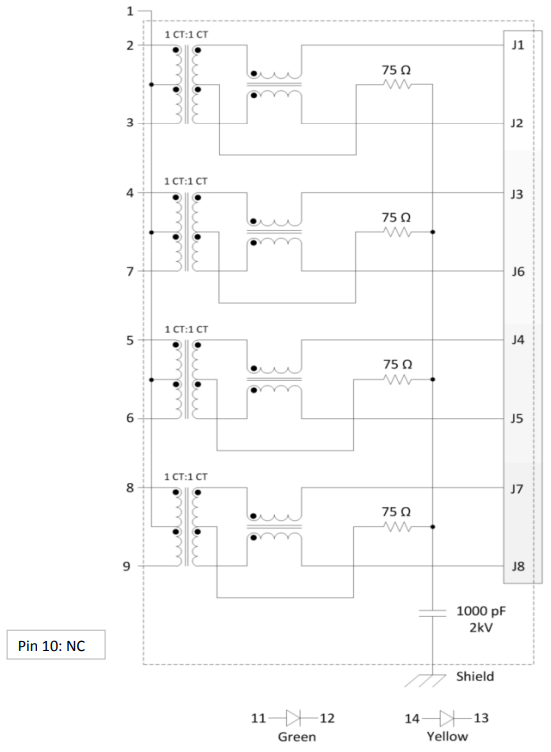 1
1 CT:1 CT
2
J1
75 Ω
3
J2
1 CT:1 CT
4
J3
75 Ω
7
J6
1 CT:1 CT
5
J4
75 Ω
6
J5
1 CT:1 CT
8
J7
75 Ω
9
J8
1000 pF
2kV
Pin 10: NC
Shield
11
12
14
13
Green
Yellow